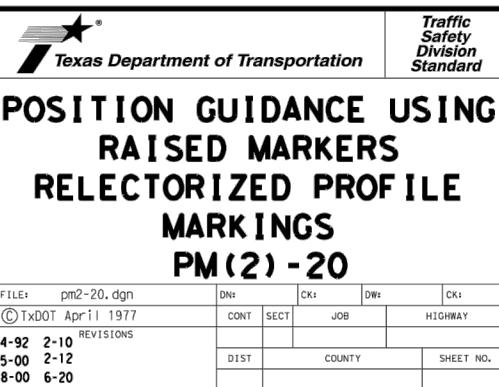 ®
Texas Department of Transportation
Traffic
Safety
Division
Standard
POSITION GUIDANCE USING
RAISED MARKERS
RELECTORIZED PROFILE
MARKINGS
PM(2)-20
FILE: pm2-20.dgn DN: CK: DW: CK:
© TxDOT April 1977 CONT SECT JOB HIGHWAY
REVISIONS
4-92 2-10
5-00 2-12 DIST COUNTY SHEET NO.
8-00 6-20